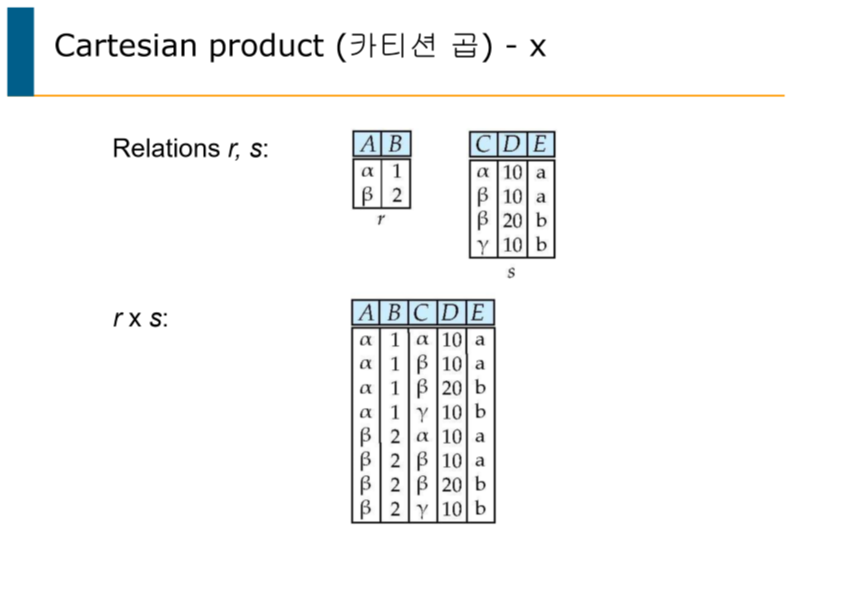 Cartesian product (카티션 곱) - x
Relations r, s:
A B
α 1
β 2
r
C D E
α 10 a
β 10 a
β 20 b
γ 10 b
s
r x s:
A B C D E
α 1 α 10 a
α 1 β 10 a
α 1 β 20 b
α 1 γ 10 b
β 2 α 10 a
β 2 β 10 a
β 2 β 20 b
β 2 γ 10 b